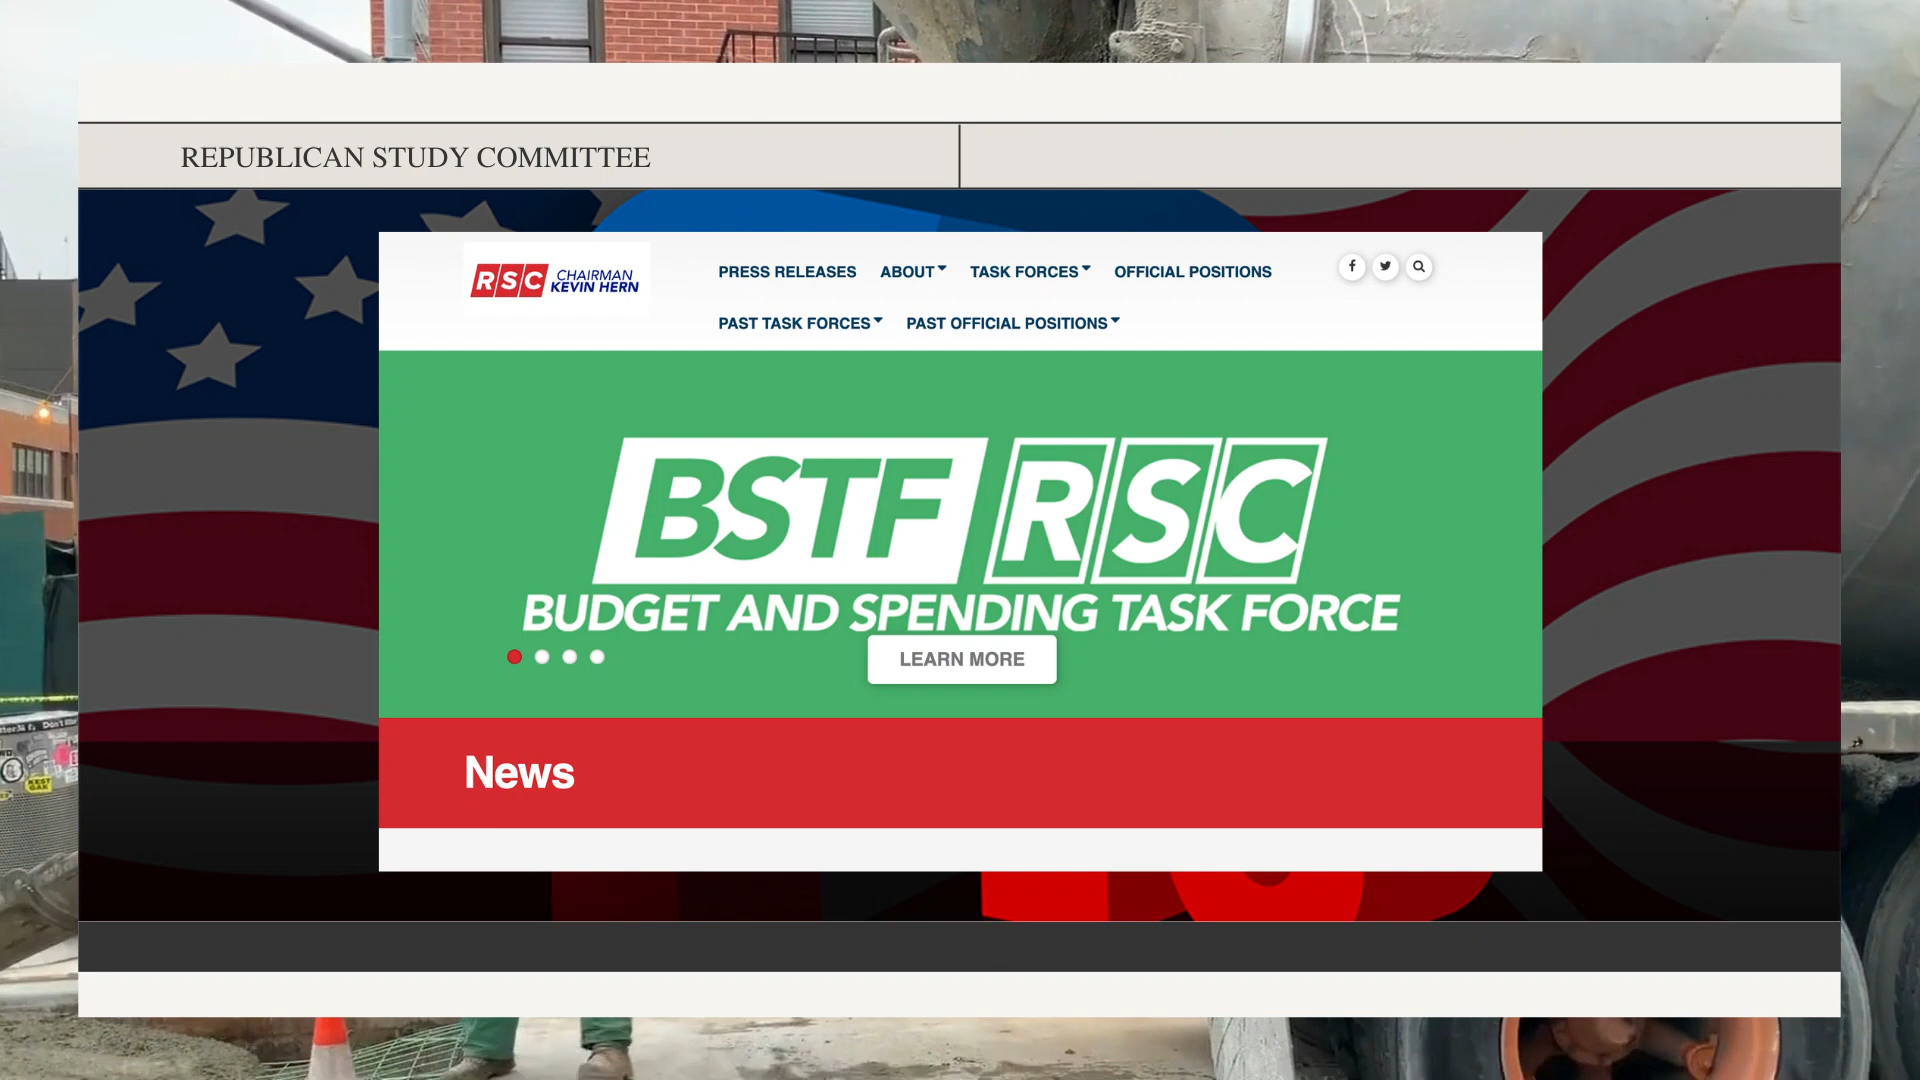 REPUBLICAN STUDY COMMITTEE
RSC CHAIRMAN KEVIN HERN
PRESS RELEASES ABOUT TASK FORCES OFFICIAL POSITIONS
PAST TASK FORCES PAST OFFICIAL POSITIONS
BSTF RSC
BUDGET AND SPENDING TASK FORCE
LEARN MORE
News